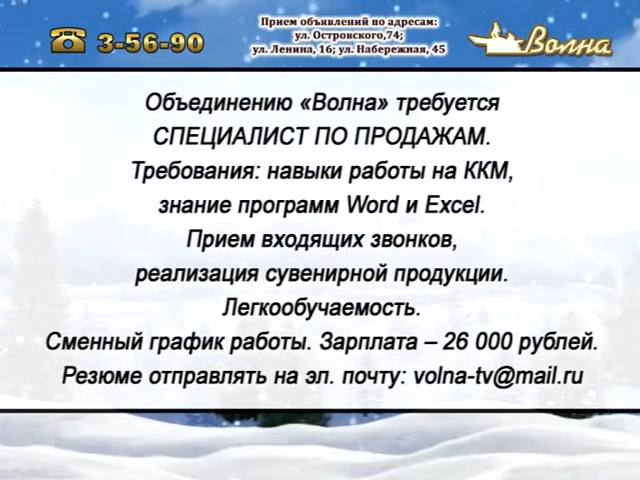 ☎ 3-56-90
Прием объявлений по адресам:
ул. Островского,74;
ул. Ленина, 16; ул. Набережная, 45
Волна
Объединению «Волна» требуется
СПЕЦИАЛИСТ ПО ПРОДАЖАМ.
Требования: навыки работы на ККМ,
знание программ Word и Excel.
Прием входящих звонков,
реализация сувенирной продукции.
Легкообучаемость.
Сменный график работы. Зарплата – 26 000 рублей.
Резюме отправлять на эл. почту: volna-tv@mail.ru